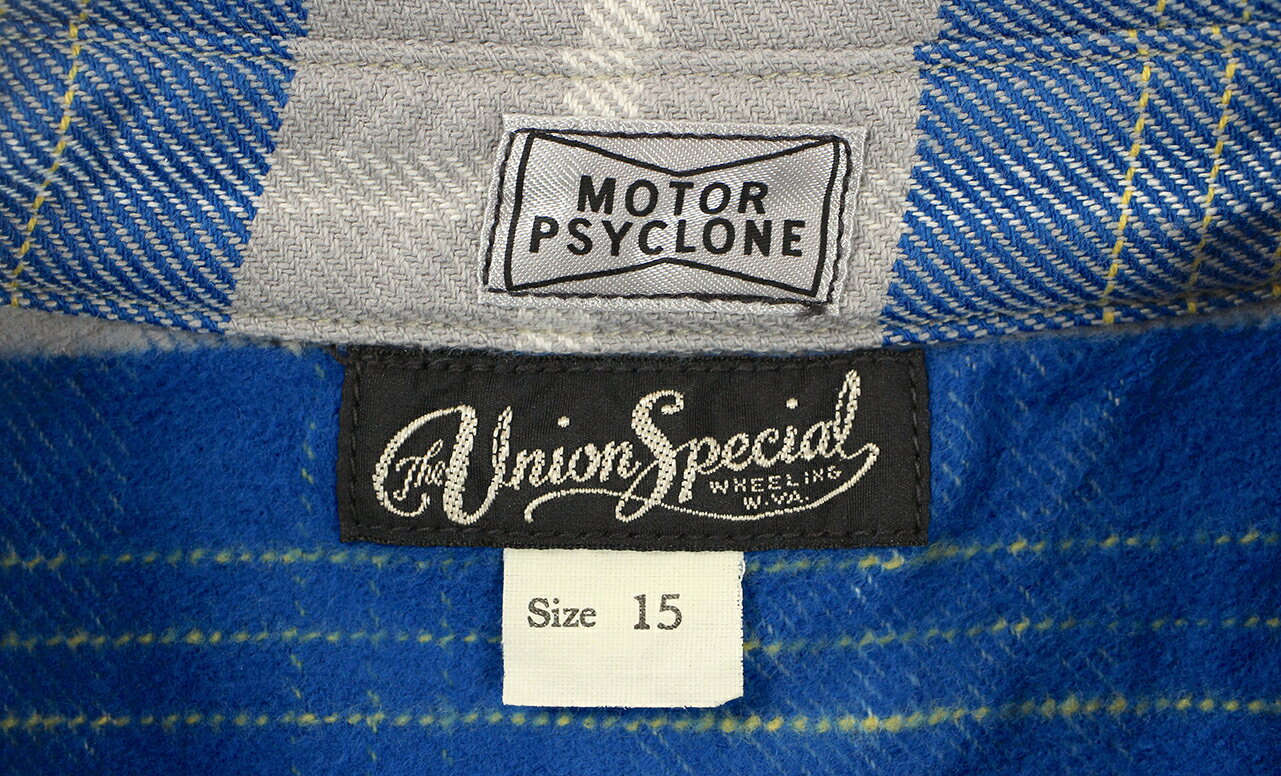 MOTOR
PSYCLONE
The Union Special
WHEELING
W.VA.
Size 15